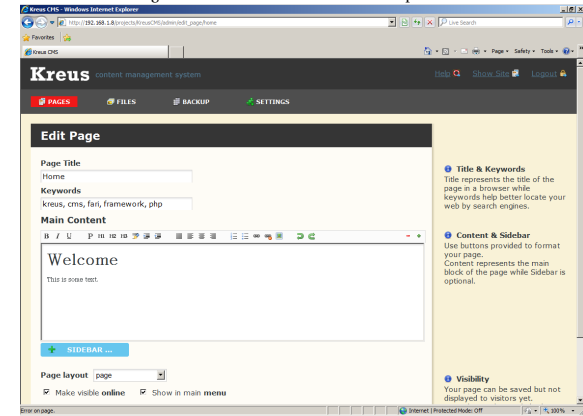 Kreus CMS - Windows Internet Explorer
http://192.168.1.8/projects/KreusCMS/admin/edit_page/home
Live Search
Favorites
Kreus CMS
Page Safety Tools
Kreus content management system
Help Show Site Logout
PAGES FILES BACKUP SETTINGS
Edit Page
Page Title
Home
Keywords
kreus, cms, fari, framework, php
Main Content
B I U P H1 H2 H3
Welcome
This is some text.
+ SIDEBAR ...
Page layout page
Make visible online Show in main menu
Title & Keywords
Title represents the title of the
page in a browser while
keywords help better locate your
web by search engines.
Content & Sidebar
Use buttons provided to format
your page.
Content represents the main
block of the page while Sidebar is
optional.
Visibility
Your page can be saved but not
displayed to visitors yet.
Error on page.
Internet | Protected Mode: Off
100%